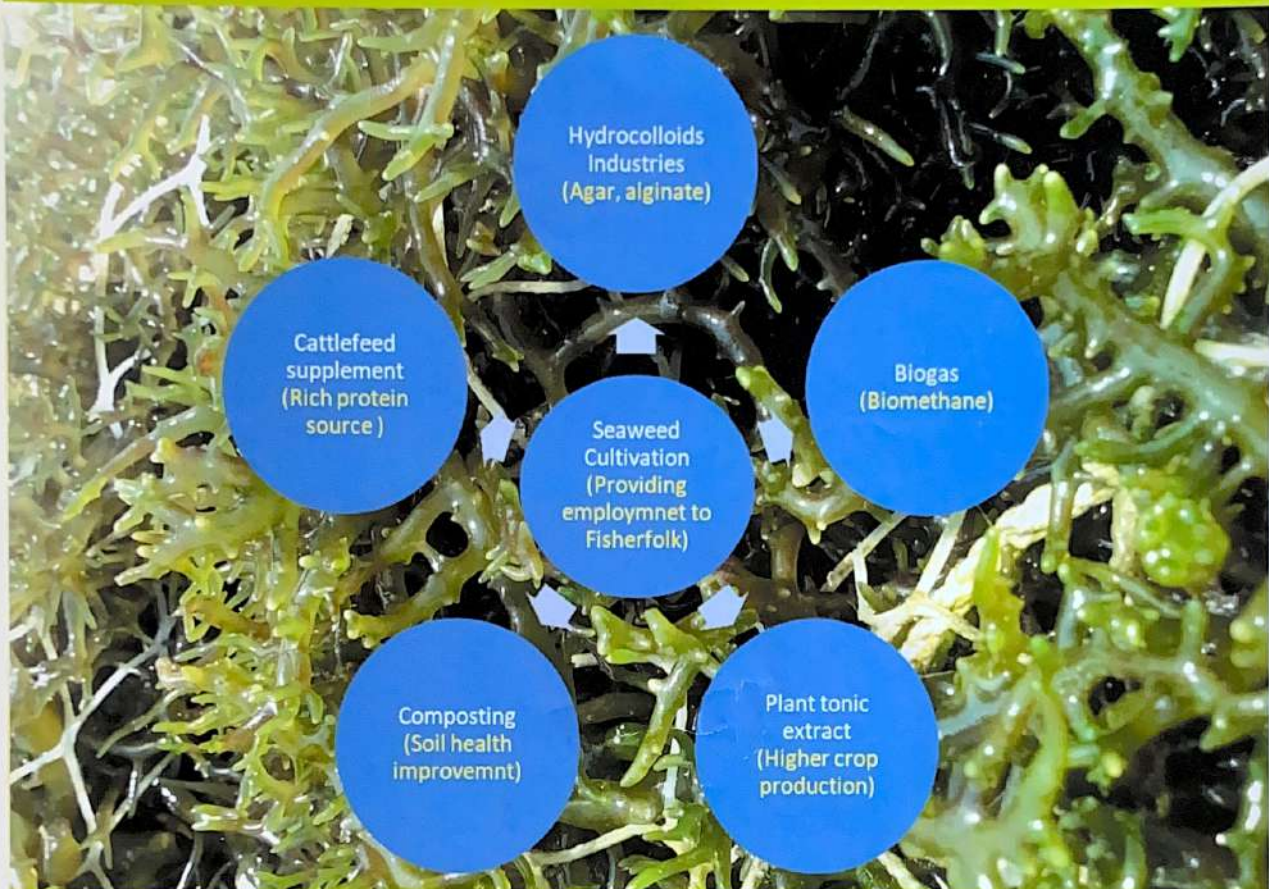 Hydrocolloids
Industries
(Agar, alginate)
Cattlefeed
supplement
(Rich protein
source )
Biogas
(Biomethane)
Seaweed
Cultivation
(Providing
employmnet to
Fisherfolk)
Composting
(Soil health
improvemnt)
Plant tonic
extract
(Higher crop
production)